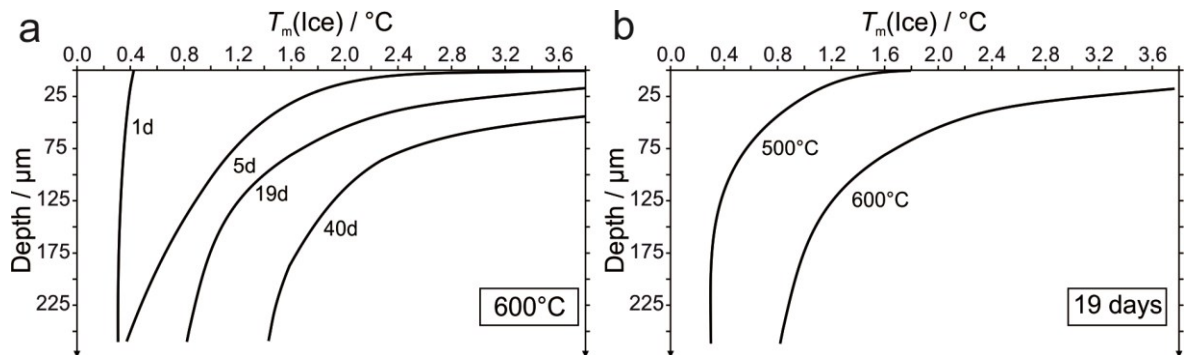 a
Tm(Ice) / °C
0.0 0.4 0.8 1.2 1.6 2.0 2.4 2.8 3.2 3.6
Depth / µm
25
75
125
175
225
1d
5d
19d
40d
600°C
b
Tm(Ice) / °C
0.0 0.4 0.8 1.2 1.6 2.0 2.4 2.8 3.2 3.6
Depth / µm
25
75
125
175
225
500°C
600°C
19 days